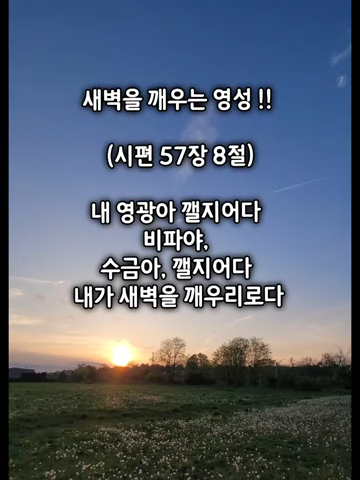 새벽을 깨우는 영성 !!
(시편 57장 8절)
내 영광아 깰지어다
비파야,
수금아, 깰지어다
내가 새벽을 깨우리로다